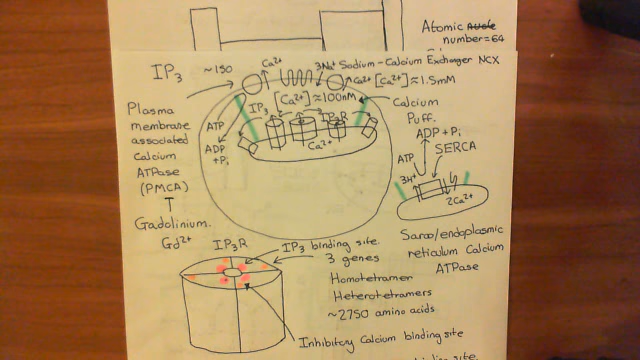 Atomic
number=64
IP3
~150
Ca2+
3Na+ Sodium-Calcium Exchanger NCX
Ca2+ [Ca2+]≈1.5mM
IP3
[Ca2+]≈100nM
IP3R
Calcium
Puff.
Plasma
membrane
associated
Calcium
ATPase
(PMCA)
ATP
ADP
+Pi
Ca2+
ADP+Pi
ATP
SERCA
3H+
2Ca2+
Gadolinium.
Gd2+
Sarco/endoplasmic
reticulum Calcium
ATPase
IP3R
IP3 binding site.
3 genes
Homotetramer
Heterotetramers
~2750 amino acids
Inhibitory Calcium binding site
binding site.